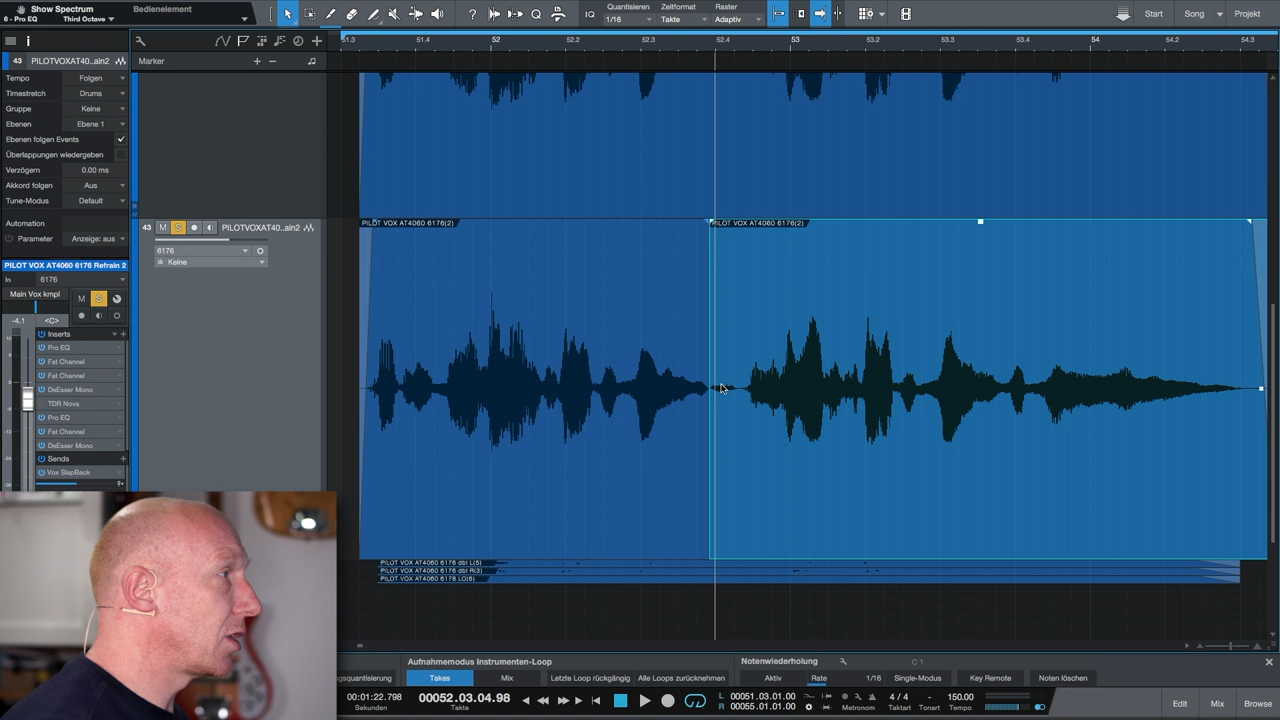 Show Spectrum
Bedienelement
6 - Pro EQ
Third Octave
IQ
Quantisieren
1/16
Zeitformat
Takte
Raster
Adaptiv
Start
Song
Projekt
43
PILOTVOXAT40..ain2
Tempo
Folgen
Timestretch
Drums
Gruppe
Keine
Ebenen
Ebene 1
Ebenen folgen Events
Überlappungen wiedergeben
Verzögern
0.00 ms
Akkord folgen
Aus
Tune-Modus
Default
Automation
Parameter
Anzeige: aus
PILOT VOX AT4060 6176 Refrain 2
In
6176
Main Vox kmpl
M
S
-4.1
<C>
Inserts
Pro EQ
Fat Channel
Fat Channel
DeEsser Mono
TDR Nova
Pro EQ
Fat Channel
DeEsser Mono
Sends
Vox SlapBack
Marker
51.3
51.4
52
52.2
52.3
52.4
53
53.2
53.3
53.4
54
54.2
54.3
43
M
S
PILOTVOXAT40..ain2
6176
Keine
PILOT VOX AT4060 6176(2)
PILOT VOX AT4060 6176(2)
PILOT VOX AT4060 6176 dbl L(5)
PILOT VOX AT4060 6176 dbl R(3)
PILOT VOX AT4060 6178 LO(6)
Aufnahmemodus Instrumenten-Loop
gsquantisierung
Takes
Mix
Letzte Loop rückgängig
Alle Loops zurücknehmen
Notenwiederholung
C 1
Aktiv
Rate
1/16
Single-Modus
Key Remote
Noten löschen
00:01:22.798
Sekunden
00052.03.04.98
Takte
L
00051.03.01.00
R
00055.01.01.00
Metronom
4 / 4
Taktart
-
Tonart
150.00
Tempo
Edit
Mix
Browse